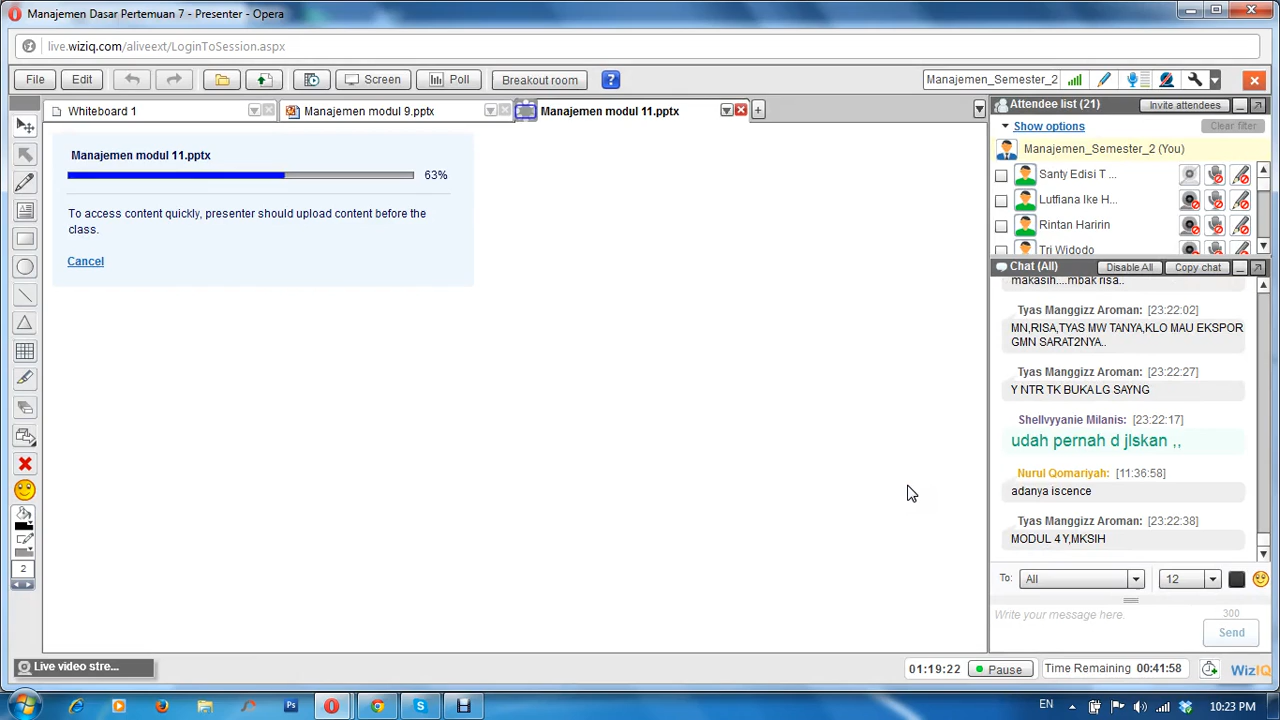 Manajemen Dasar Pertemuan 7 - Presenter - Opera
live.wiziq.com/aliveext/LoginToSession.aspx
File Edit Screen Poll Breakout room ? Manajemen_Semester_2
Whiteboard 1 Manajemen modul 9.pptx Manajemen modul 11.pptx
Attendee list (21) Invite attendees
Show options Clear filter
Manajemen_Semester_2 (You)
Santy Edisi T ...
Lutfiana Ike H...
Rintan Haririn
Tri Widodo
Manajemen modul 11.pptx
63%
To access content quickly, presenter should upload content before the
class.
Cancel
Chat (All) Disable All Copy chat
makasih....mbak risa..
Tyas Manggizz Aroman: [23:22:02]
MN,RISA,TYAS MW TANYA,KLO MAU EKSPOR
GMN SARAT2NYA..
Tyas Manggizz Aroman: [23:22:27]
Y NTR TK BUKA LG SAYNG
Shellvyyanie Milanis: [23:22:17]
udah pernah d jlskan ,,
Nurul Qomariyah: [11:36:58]
adanya iscence
Tyas Manggizz Aroman: [23:22:38]
MODUL 4 Y,MKSIH
To: All 12
Write your message here. 300
Send
2
Live video stre...
01:19:22 Pause Time Remaining 00:41:58 WizIQ
EN 10:23 PM